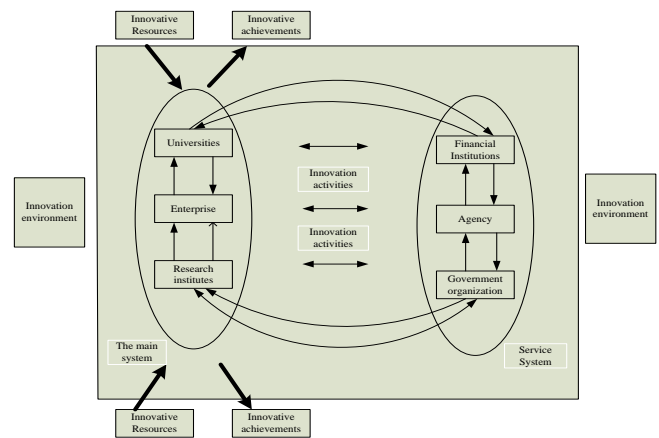 Innovative
Resources
Innovative
achievements
Universities
Enterprise
Research
institutes
Innovation
activities
Innovation
activities
Financial
Institutions
Agency
Government
organization
Innovation
environment
Innovation
environment
The main
system
Service
System
Innovative
Resources
Innovative
achievements